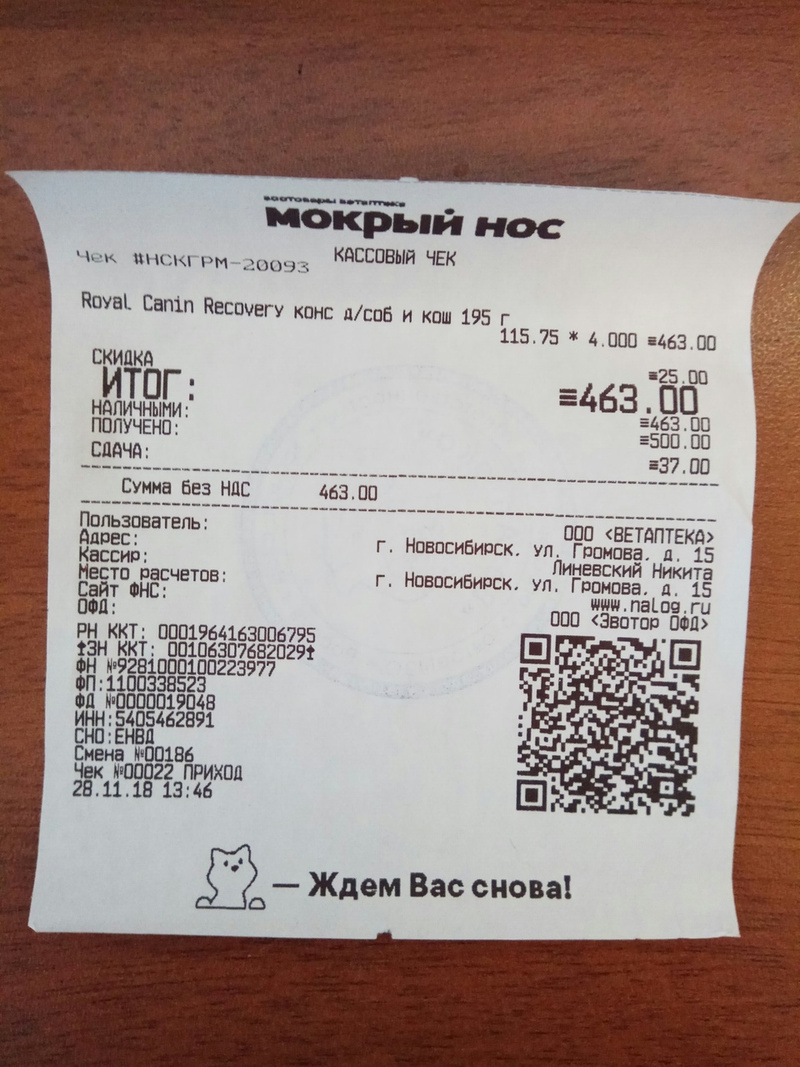 зоотовары ветаптека
мокрый нос
Чек #НСКГРМ-20093 КАССОВЫЙ ЧЕК
Royal Canin Recovery конс д/соб и кош 195 г
115.75 * 4.000 ≡463.00
СКИДКА ≡25.00
ИТОГ: ≡463.00
НАЛИЧНЫМИ: ≡463.00
ПОЛУЧЕНО: ≡500.00
СДАЧА: ≡37.00
Сумма без НДС 463.00
Пользователь: ООО <ВЕТАПТЕКА>
Адрес: г. Новосибирск, ул. Громова, д. 15
Кассир: Линевский Никита
Место расчетов: г. Новосибирск, ул. Громова, д. 15
Сайт ФНС: www.nalog.ru
ОФД: ООО <Эвотор ОФД>
РН ККТ: 0001964163006795
ЗН ККТ: 00106307682029
ФН №9281000100223977
ФП:1100338523
ФД №0000019048
ИНН:5405462891
СНО:ЕНВД
Смена №00186
Чек №00022 ПРИХОД
28.11.18 13:46
— Ждем Вас снова!